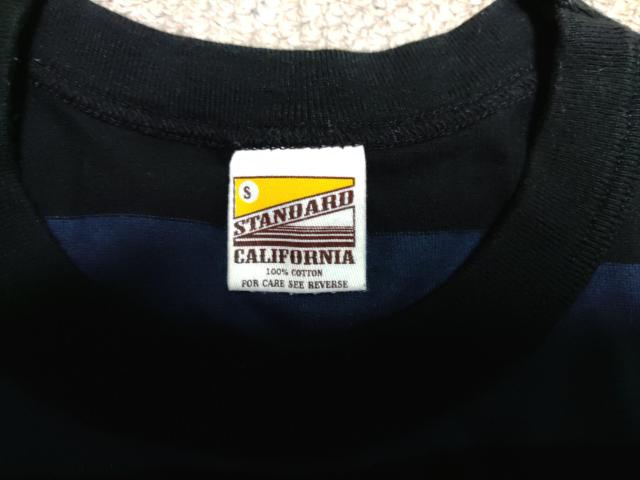 S
STANDARD
CALIFORNIA
100% COTTON
FOR CARE SEE REVERSE